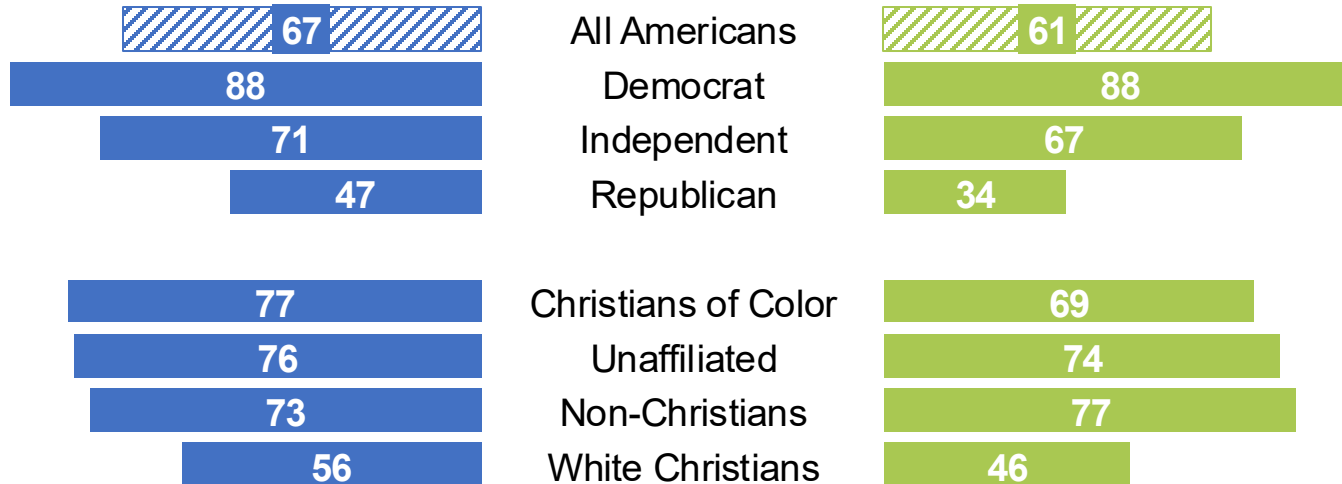 67 All Americans 61
88 Democrat 88
71 Independent 67
47 Republican 34
77 Christians of Color 69
76 Unaffiliated 74
73 Non-Christians 77
56 White Christians 46